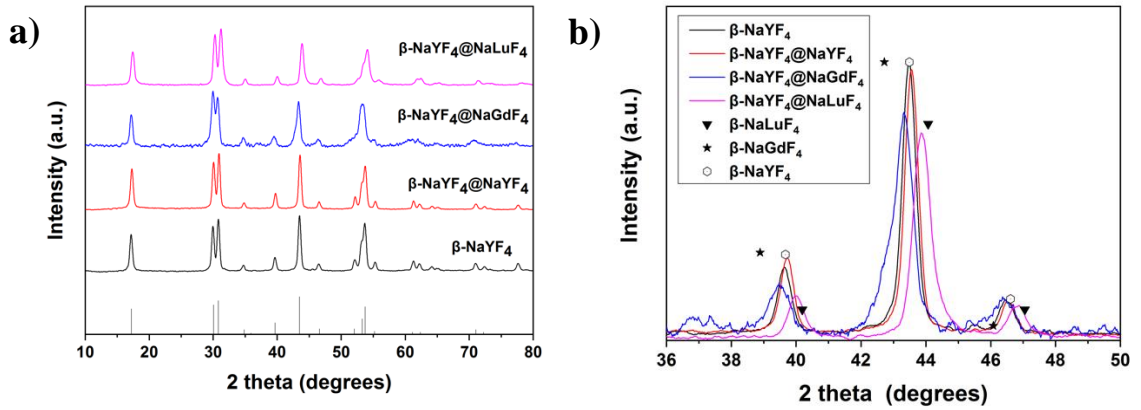 a)
β-NaYF₄@NaLuF₄
β-NaYF₄@NaGdF₄
β-NaYF₄@NaYF₄
β-NaYF₄
Intensity (a.u.)
10 20 30 40 50 60 70 80
2 theta (degrees)
b)
β-NaYF₄
β-NaYF₄@NaYF₄
β-NaYF₄@NaGdF₄
β-NaYF₄@NaLuF₄
β-NaLuF₄
β-NaGdF₄
β-NaYF₄
Intensity (a.u.)
36 38 40 42 44 46 48 50
2 theta (degrees)